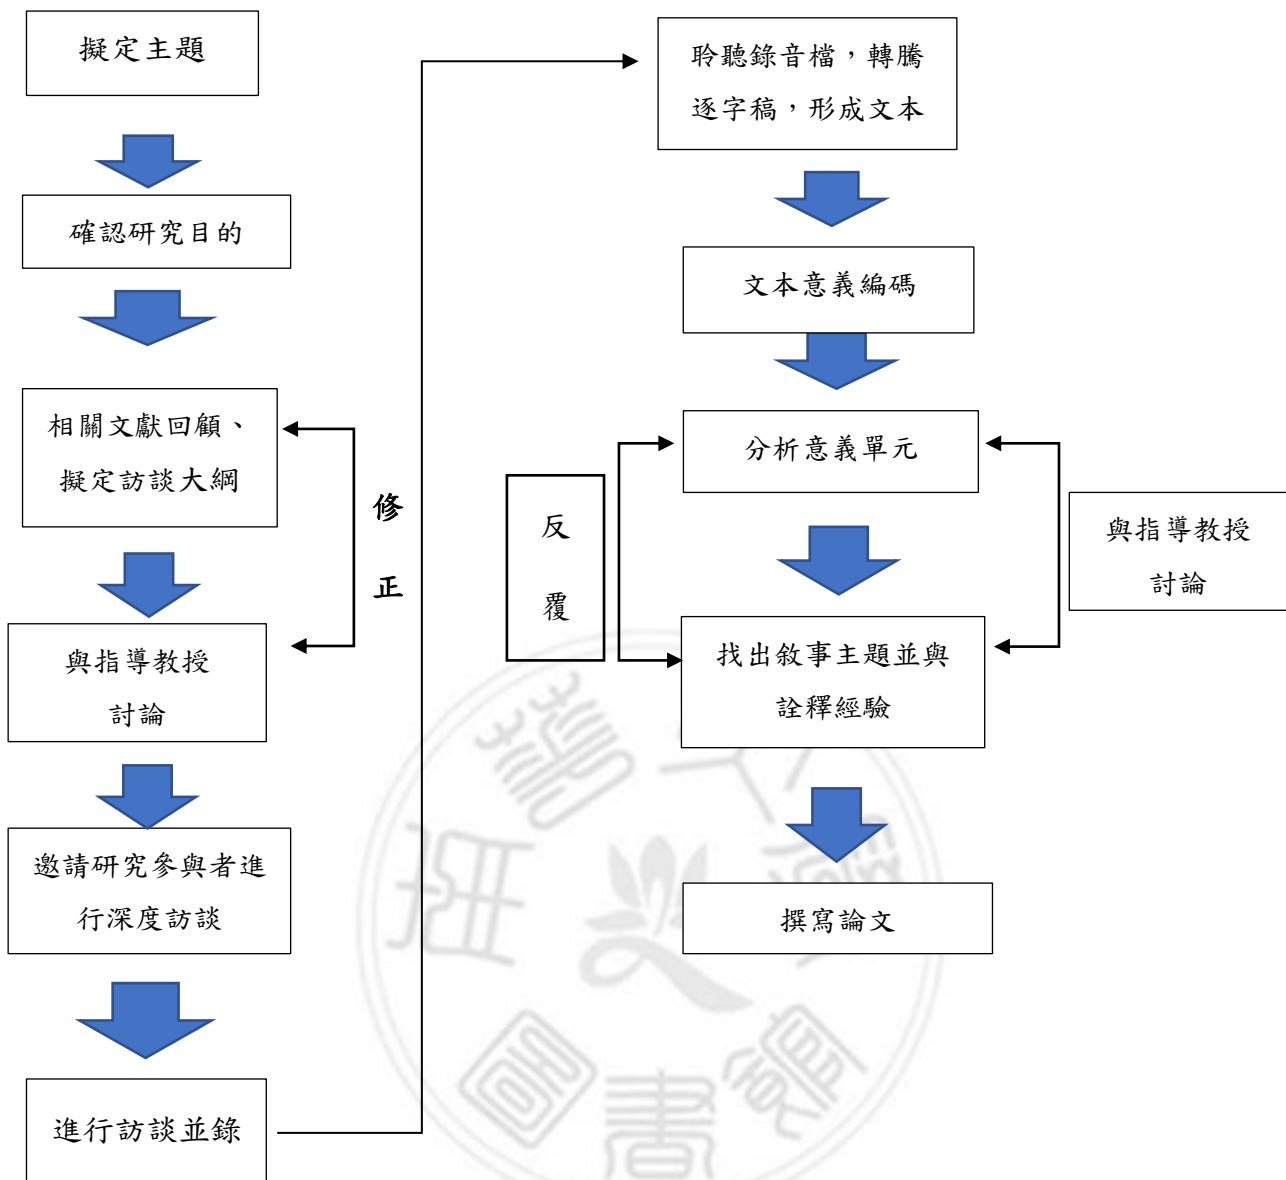 擬定主題
確認研究目的
相關文獻回顧、
擬定訪談大綱
修
正
與指導教授
討論
邀請研究參與者進
行深度訪談
進行訪談並錄
聆聽錄音檔，轉騰
逐字稿，形成文本
文本意義編碼
分析意義單元
反
覆
與指導教授
討論
找出敘事主題並與
詮釋經驗
撰寫論文